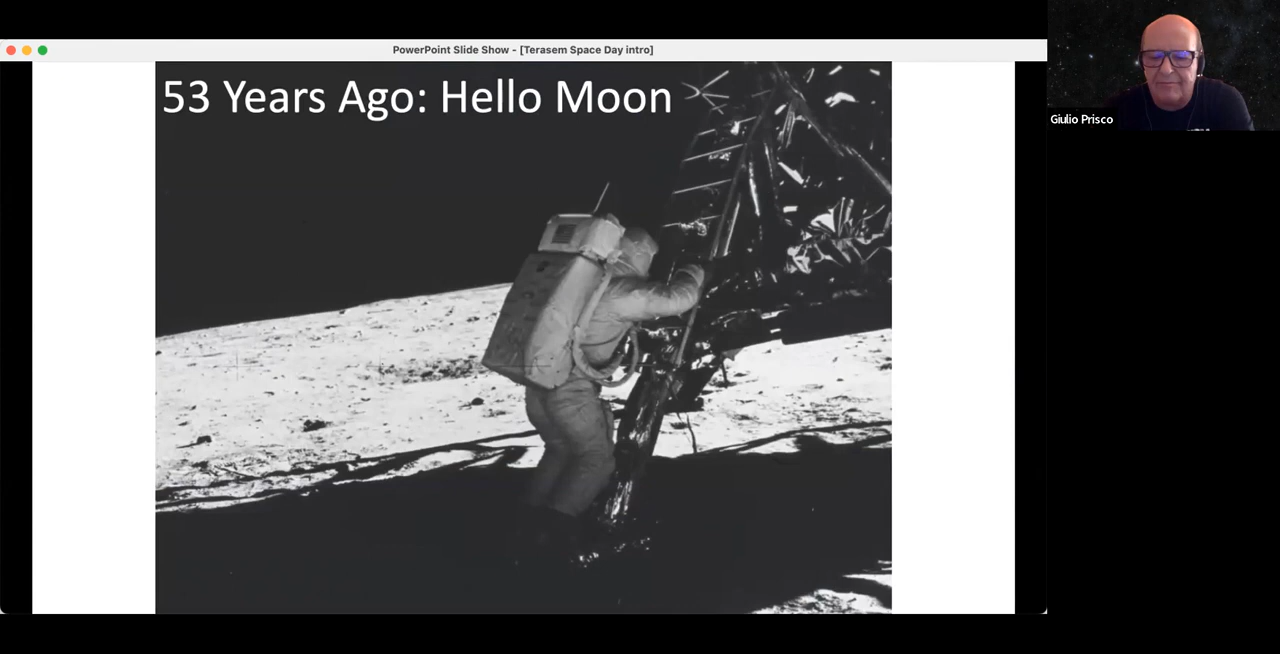 PowerPoint Slide Show - [Terasem Space Day intro]
53 Years Ago: Hello Moon
Giulio Prisco